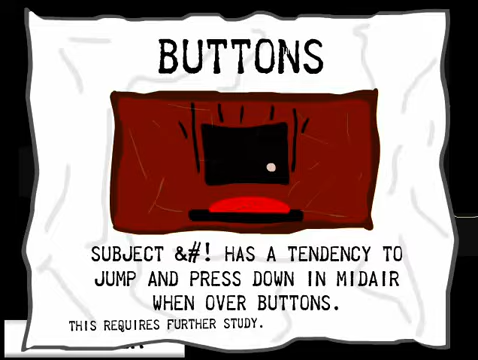 BUTTONS
SUBJECT &#! HAS A TENDENCY TO
JUMP AND PRESS DOWN IN MIDAIR
WHEN OVER BUTTONS.
THIS REQUIRES FURTHER STUDY.